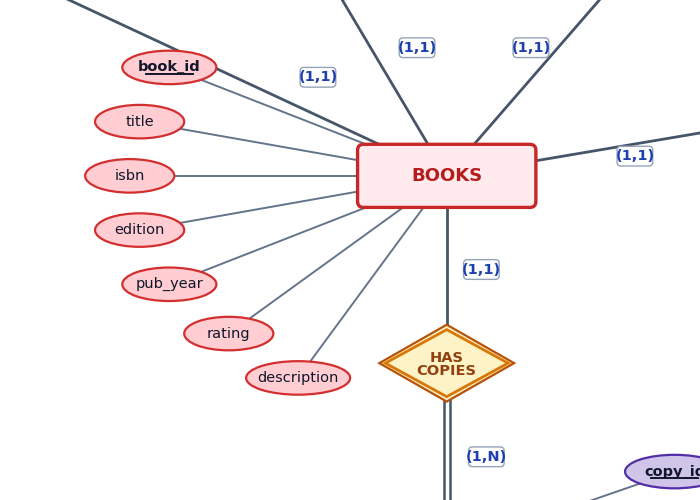 (1,1)
(1,1)
book_id
(1,1)
title
(1,1)
isbn
BOOKS
edition
(1,1)
pub_year
rating
HAS
COPIES
description
(1,N)
copy_id